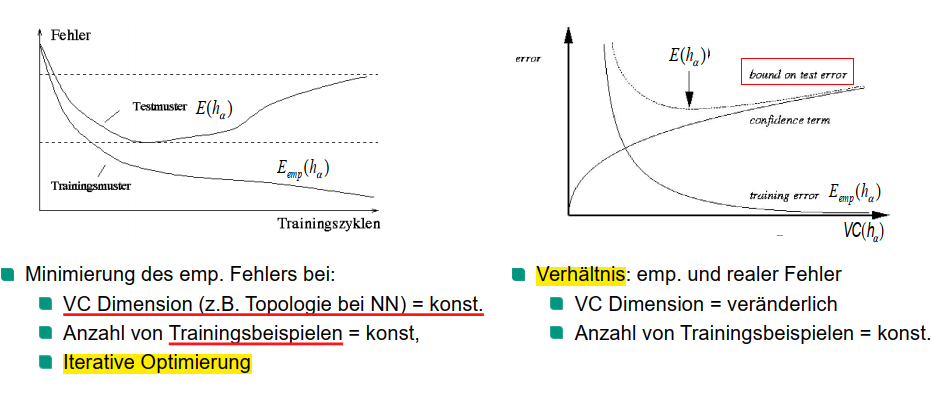 Fehler
Testmuster E(hα)
Eemp(hα)
Trainingsmuster
Trainingszyklen
error
E(hα)
bound on test error
confidence term
training error Eemp(hα)
VC(hα)
Minimierung des emp. Fehlers bei:
VC Dimension (z.B. Topologie bei NN) = konst.
Anzahl von Trainingsbeispielen = konst,
Iterative Optimierung
Verhältnis: emp. und realer Fehler
VC Dimension = veränderlich
Anzahl von Trainingsbeispielen = konst.